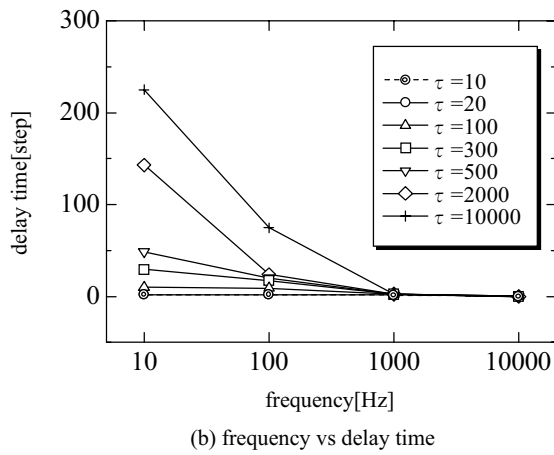 300
200
100
0
delay time[step]
τ =10
τ =20
τ =100
τ =300
τ =500
τ =2000
τ =10000
10 100 1000 10000
frequency[Hz]
(b) frequency vs delay time